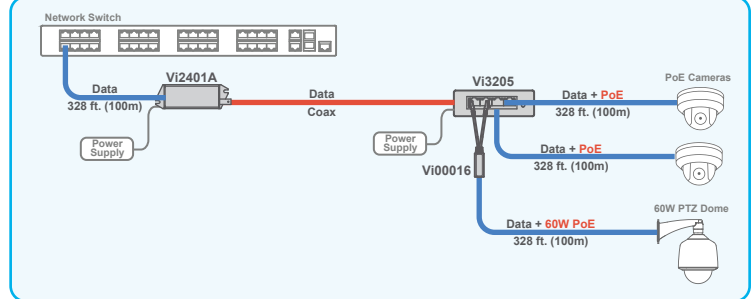 Network Switch
Vi2401A
Data
328 ft. (100m)
Power
Supply
Data
Coax
Vi3205
Power
Supply
Vi00016
Data + PoE
328 ft. (100m)
PoE Cameras
Data + PoE
328 ft. (100m)
60W PTZ Dome
Data + 60W PoE
328 ft. (100m)